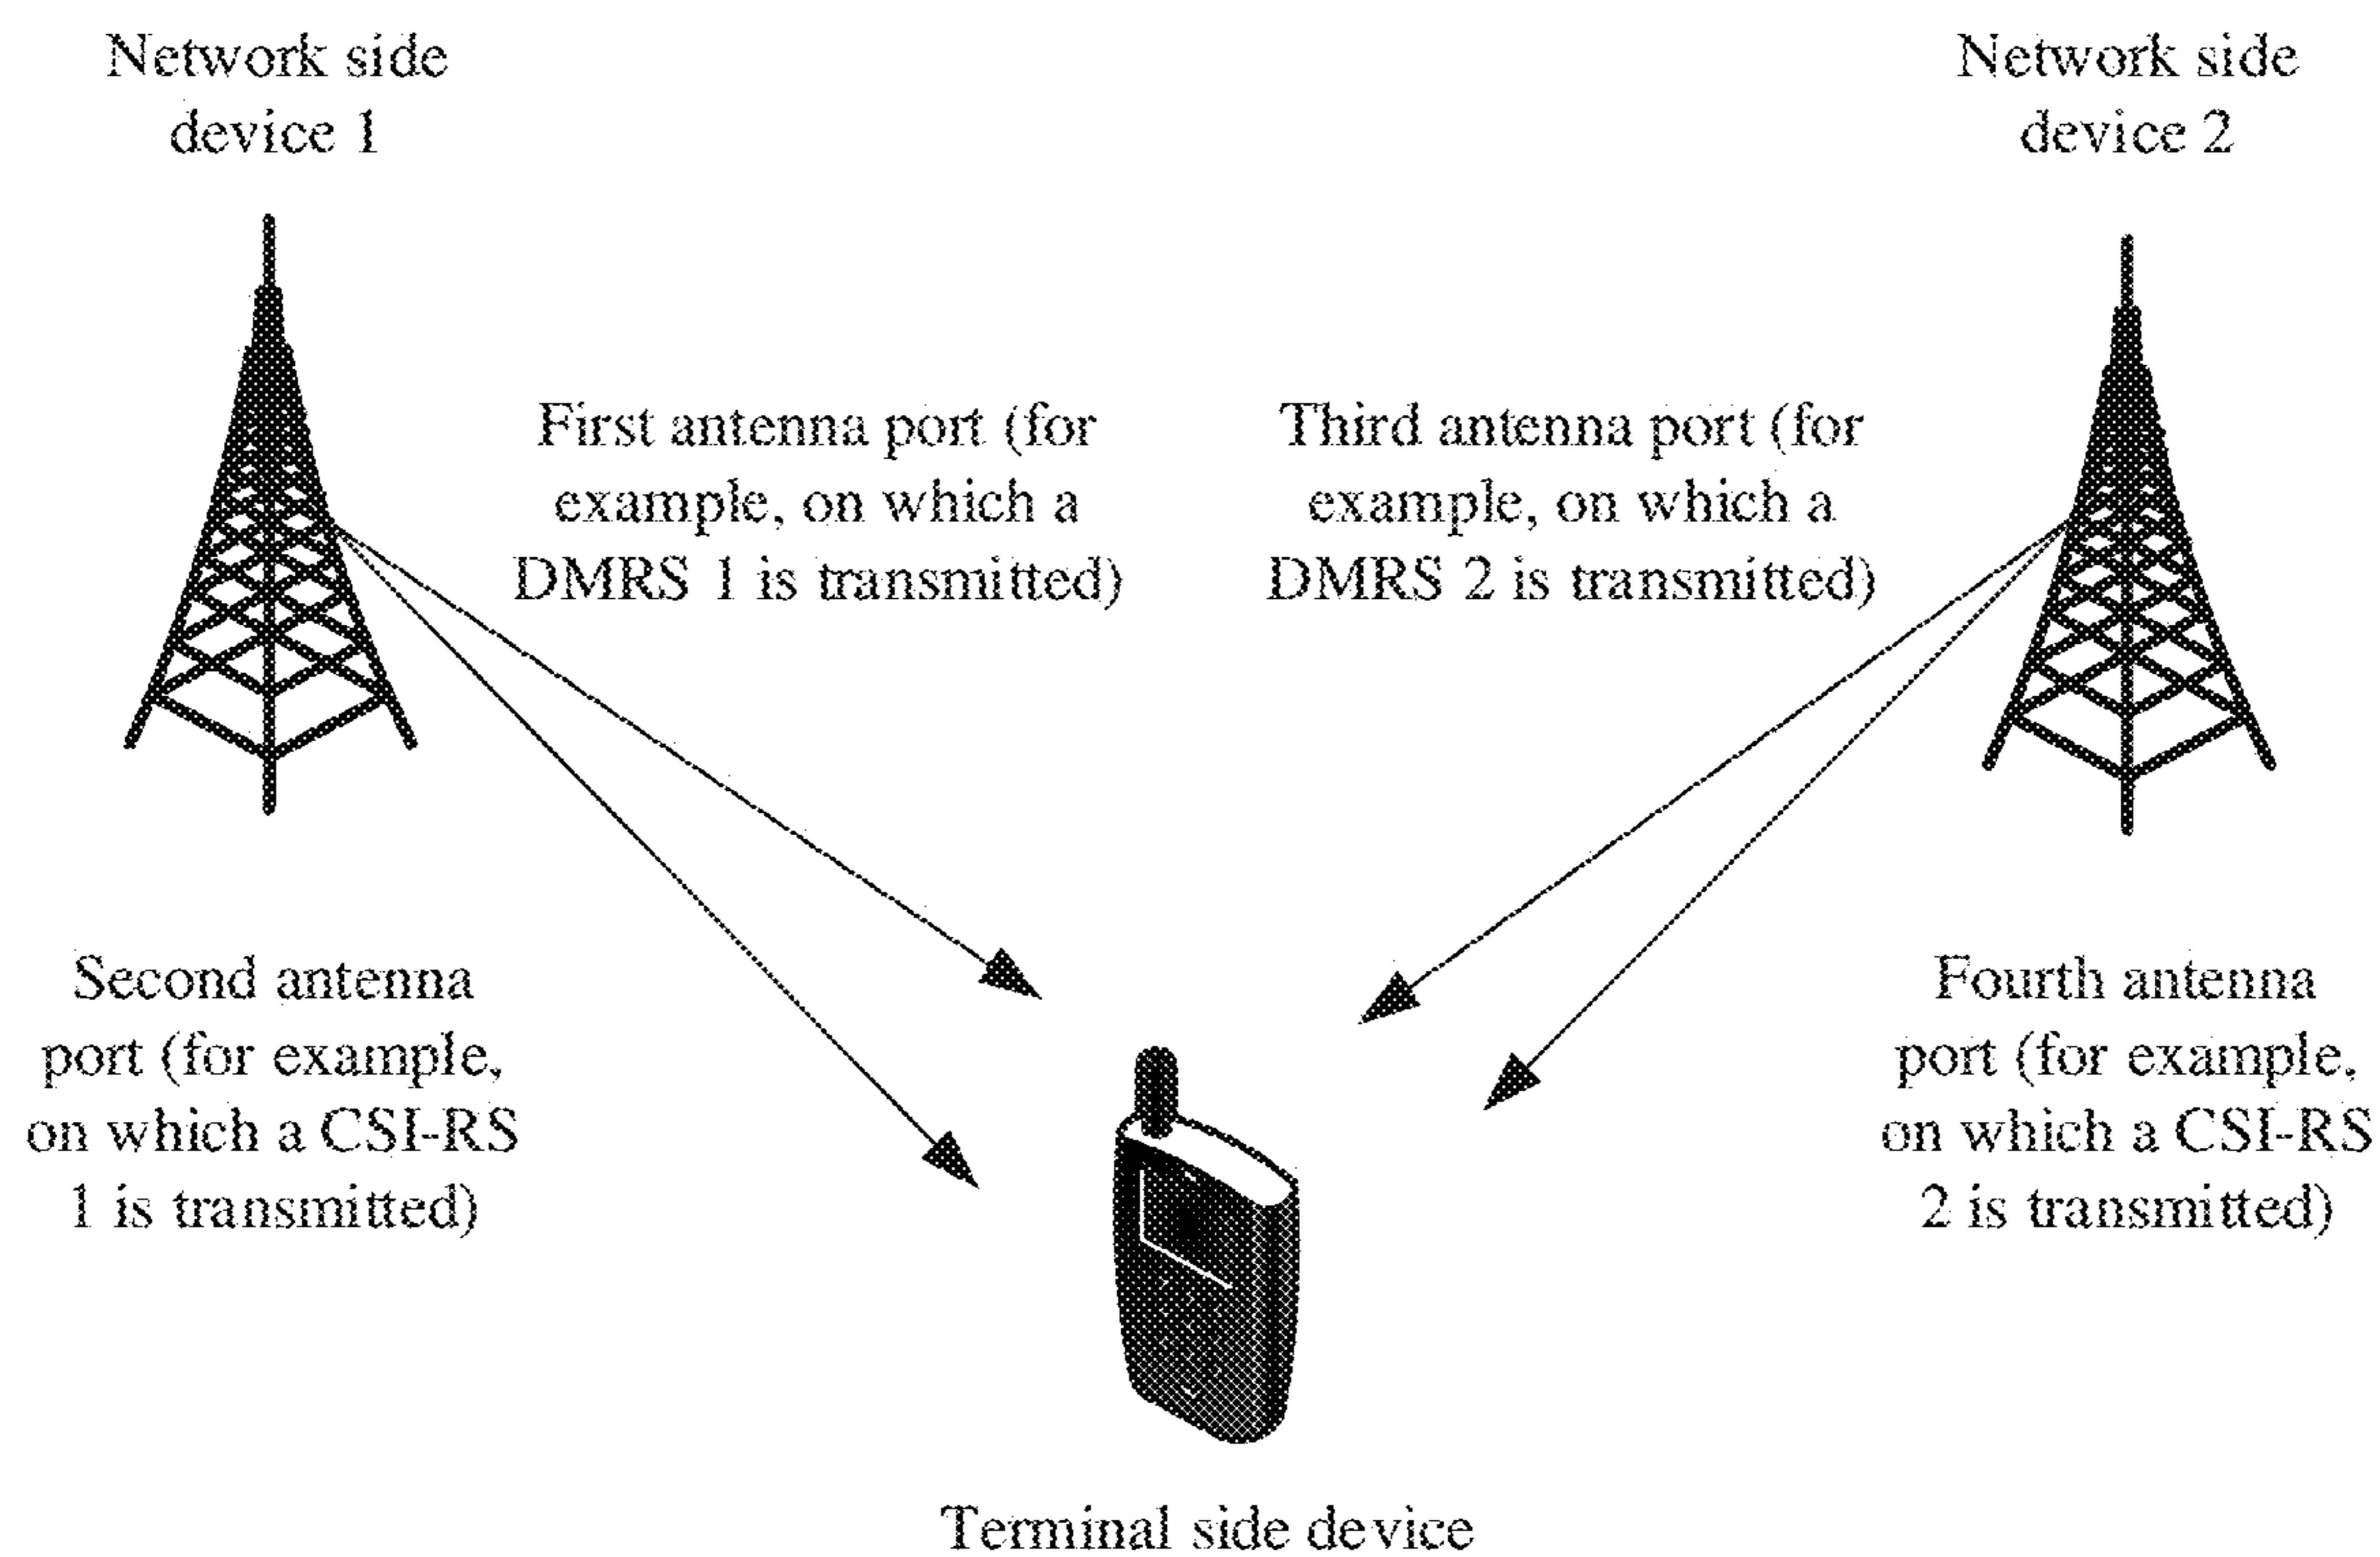 Network side
device 1
Network side
device 2
First antenna port (for
example, on which a
DMRS 1 is transmitted)
Third antenna port (for
example, on which a
DMRS 2 is transmitted)
Second antenna
port (for example,
on which a CSI-RS
1 is transmitted)
Fourth antenna
port (for example,
on which a CSI-RS
2 is transmitted)
Terminal side device